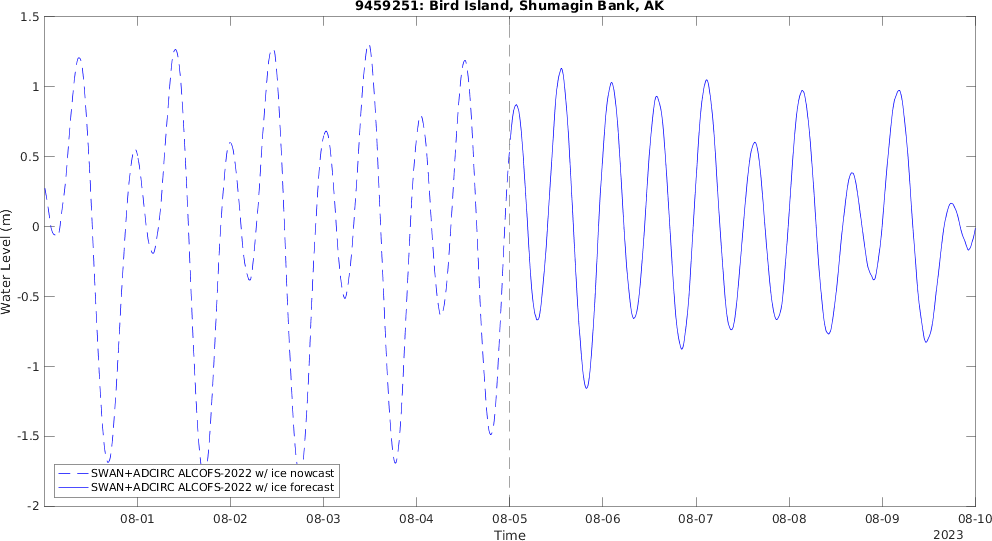 9459251: Bird Island, Shumagin Bank, AK
1.5
1
0.5
0
-0.5
-1
-1.5
-2
Water Level (m)
SWAN+ADCIRC ALCOFS-2022 w/ ice nowcast
SWAN+ADCIRC ALCOFS-2022 w/ ice forecast
08-01 08-02 08-03 08-04 08-05 08-06 08-07 08-08 08-09 08-10
Time
2023